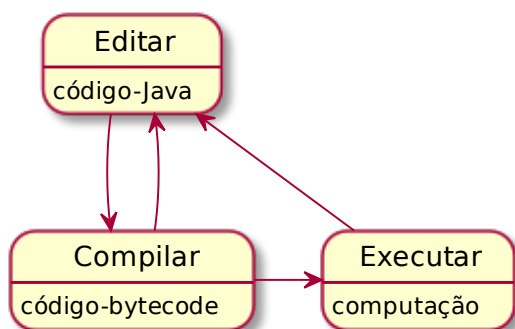 Editar
código-Java
Compilar
código-bytecode
Executar
computação